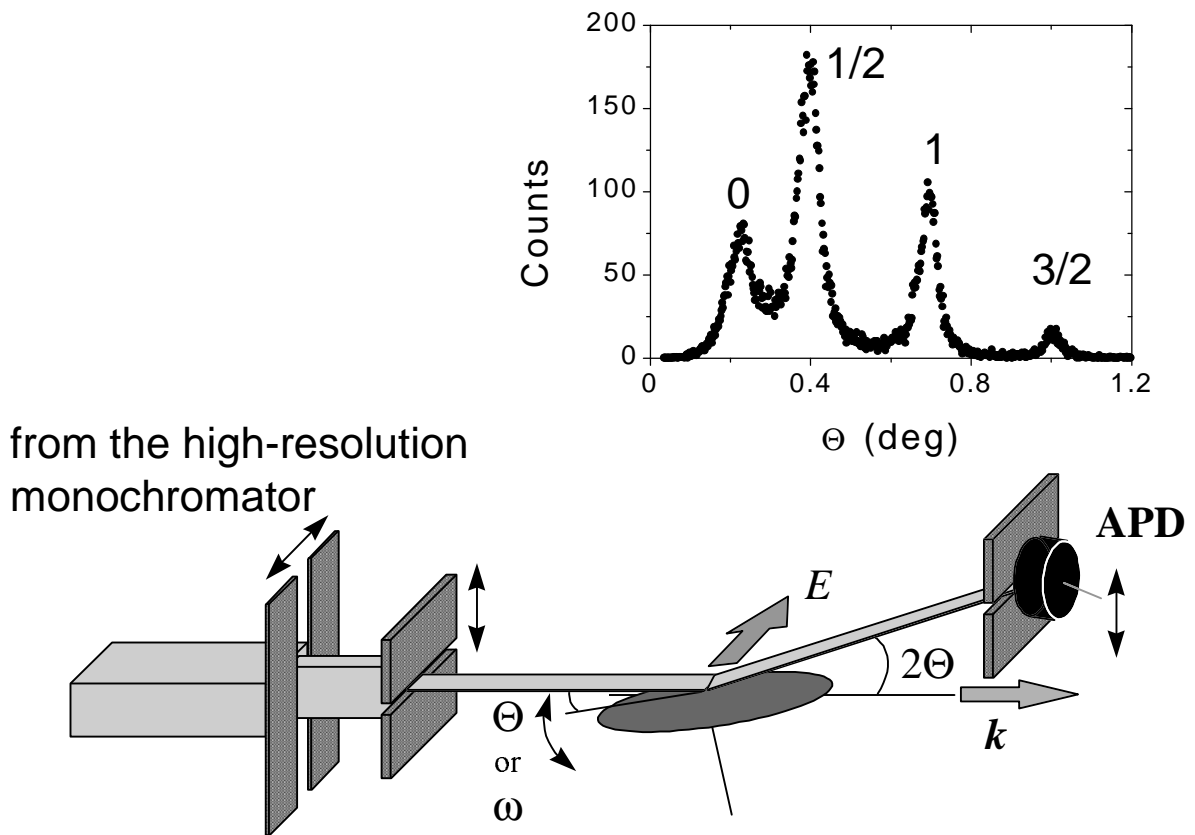 200
150
100
50
0
Counts
0
1/2
1
3/2
0 0.4 0.8 1.2
Θ (deg)
from the high-resolution
monochromator
APD
E
2Θ
k
Θ
or
ω